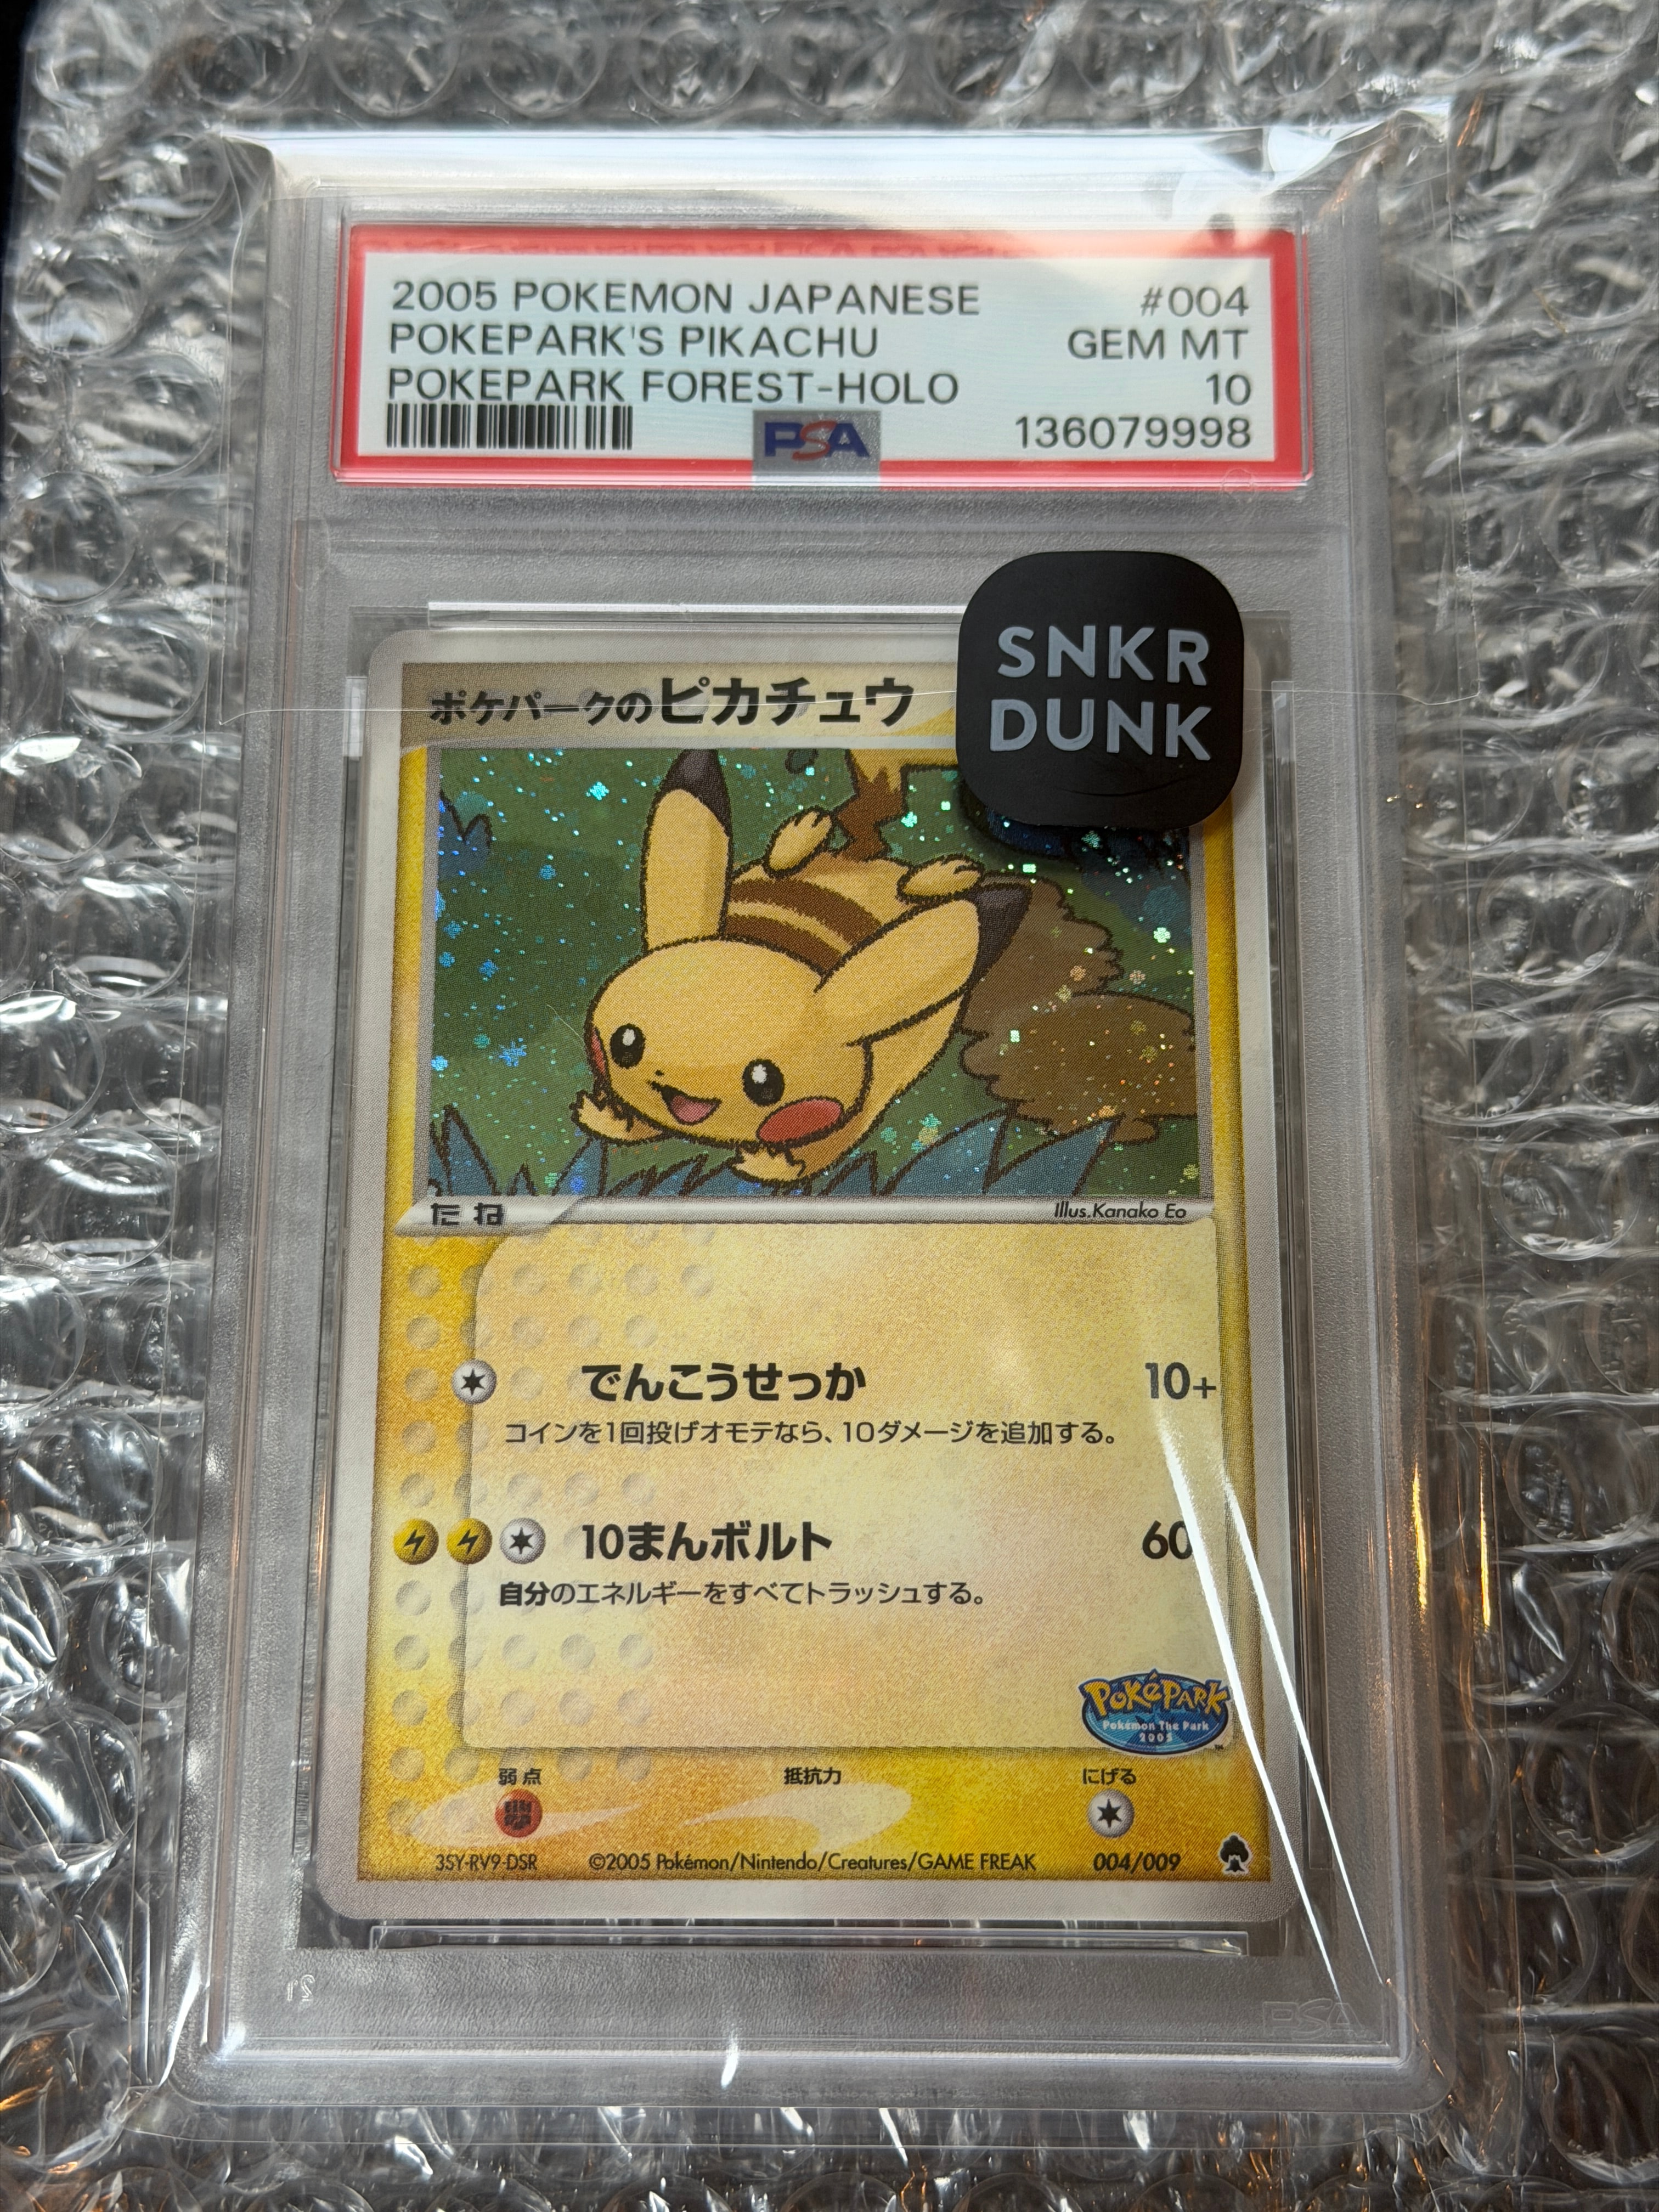 2005 POKEMON JAPANESE #004
POKEPARK'S PIKACHU GEM MT
POKEPARK FOREST-HOLO 10
PSA 136079998
SNKR
DUNK
ポケパークのピカチュウ
たね Illus.Kanako Eo
でんこうせっか 10+
コインを1回投げオモテなら、10ダメージを追加する。
10まんボルト 60
自分のエネルギーをすべてトラッシュする。
POKéPARK
Pokémon The Park
2005
弱点 抵抗力 にげる
3SY-RV9-DSR ©2005 Pokémon/Nintendo/Creatures/GAME FREAK 004/009
PSA